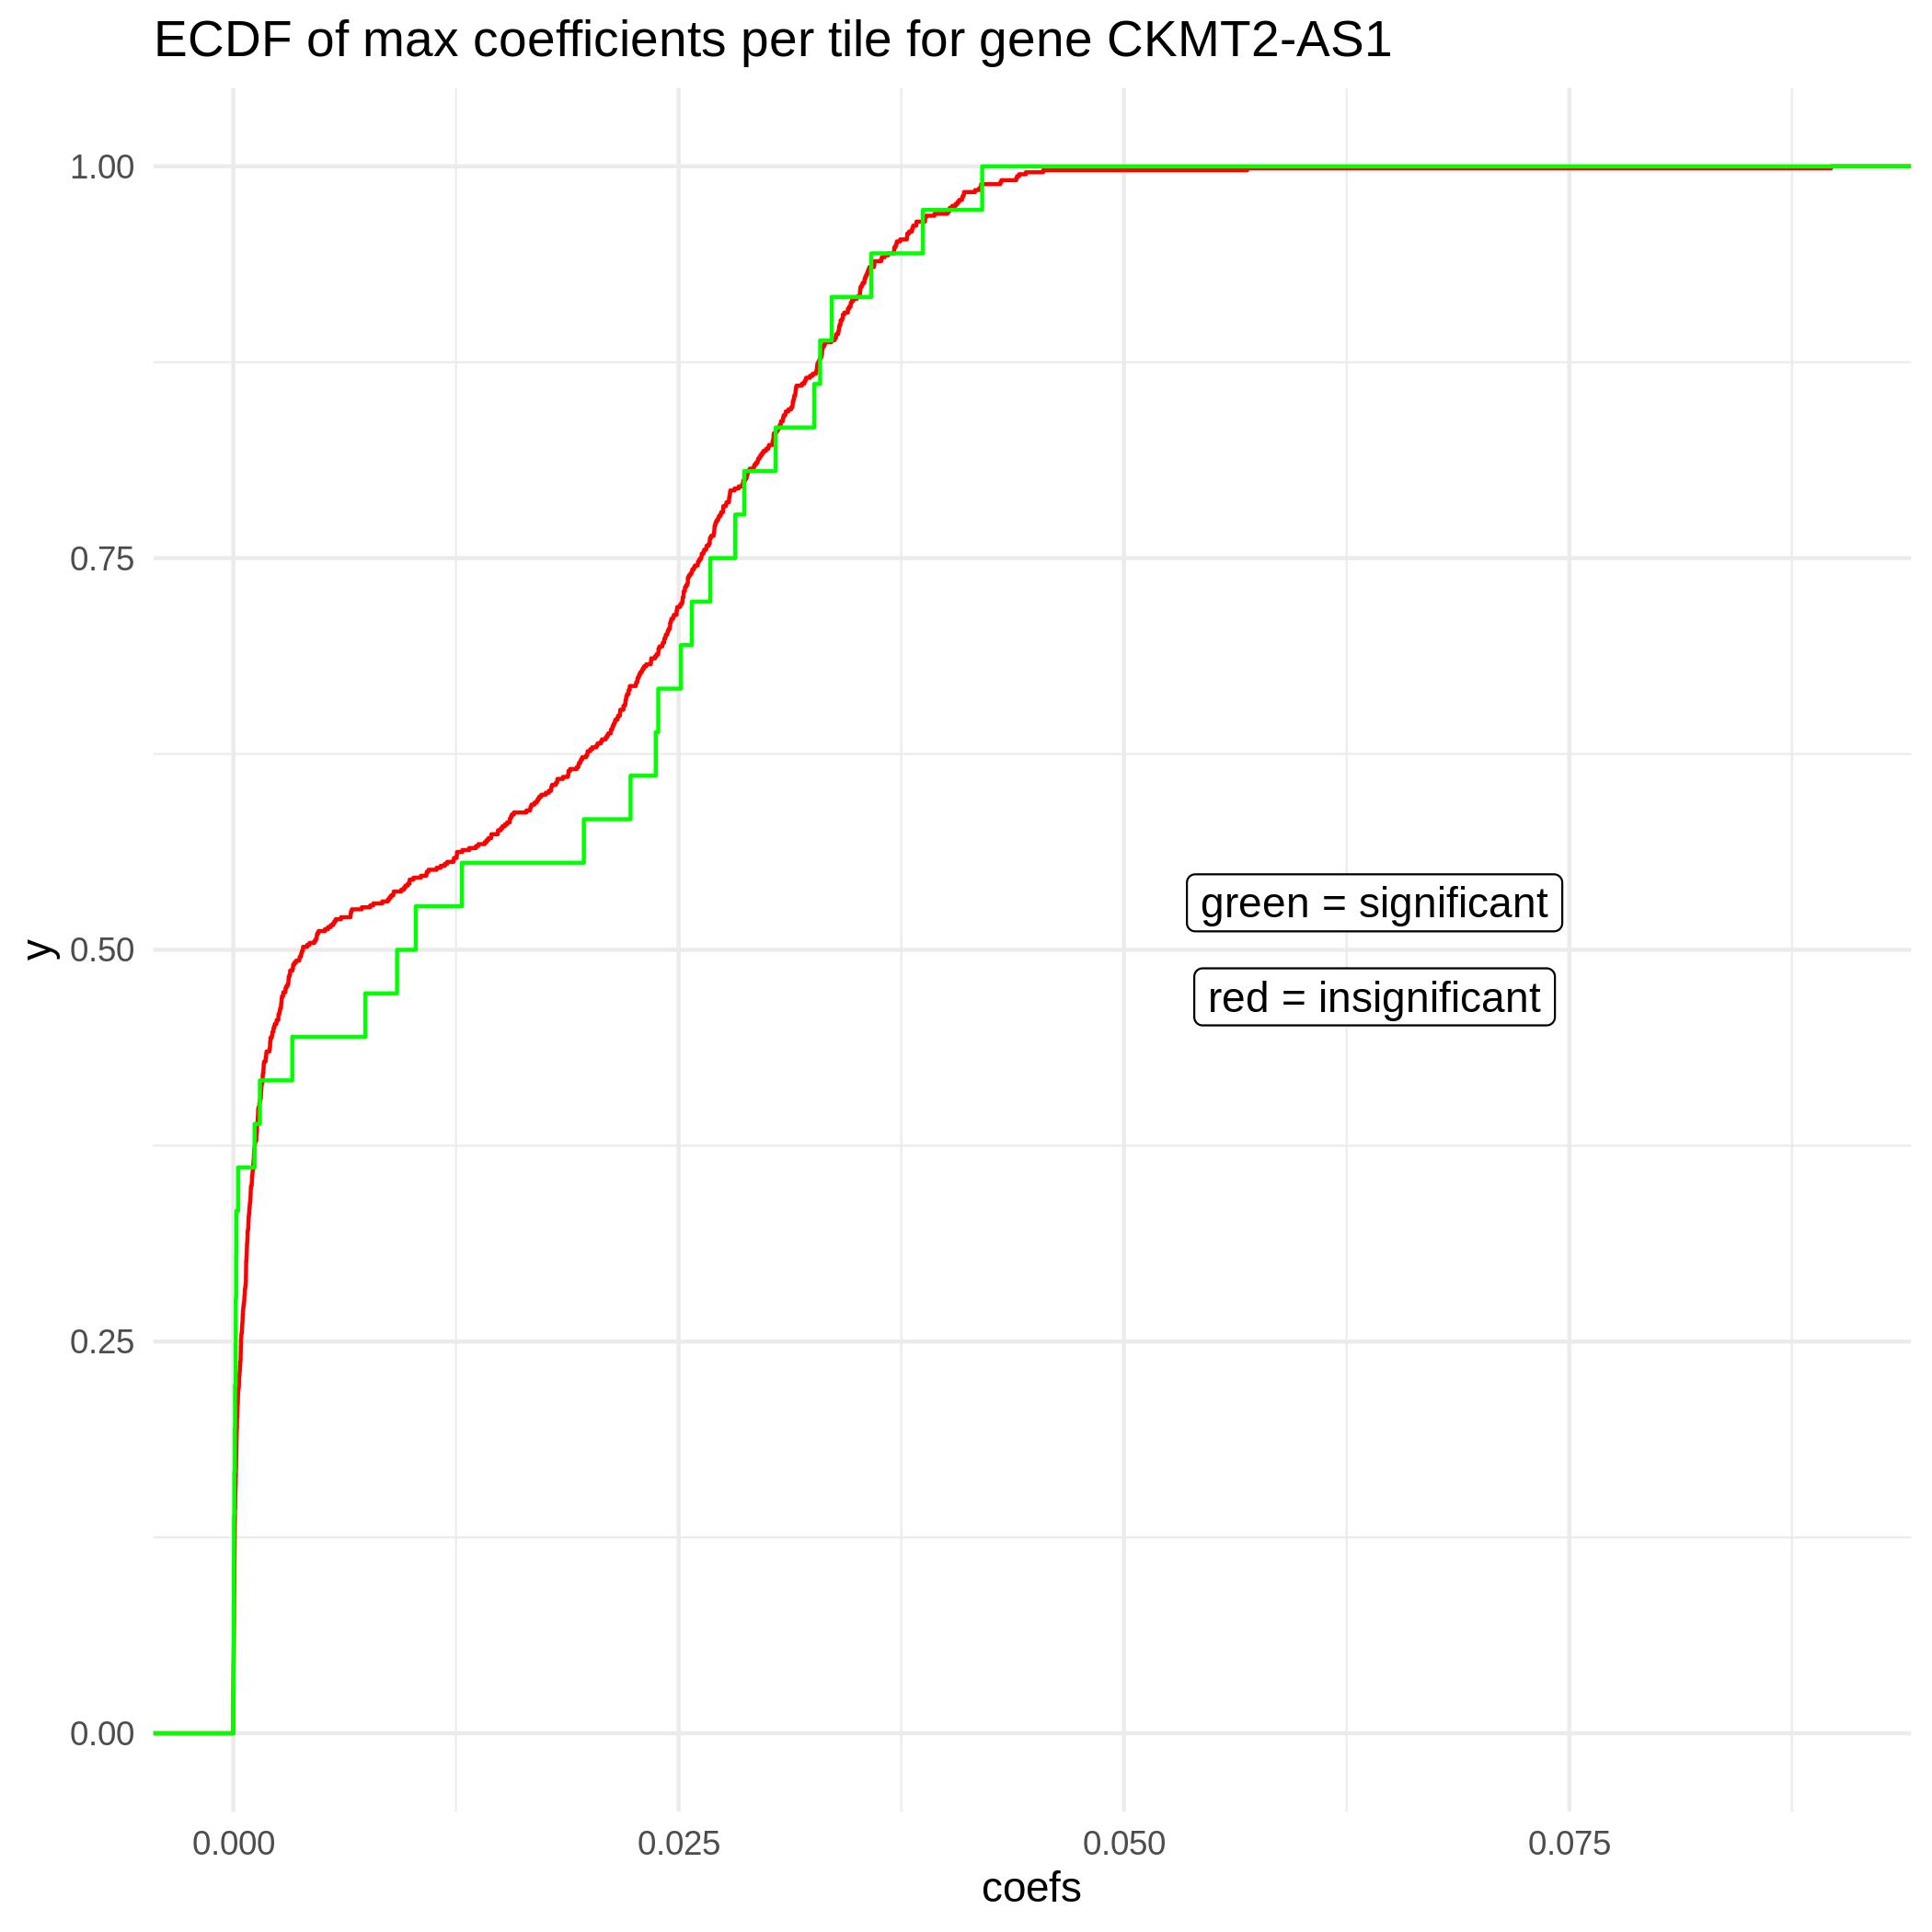 ECDF of max coefficients per tile for gene CKMT2-AS1
1.00
0.75
0.50
0.25
0.00
y
green = significant
red = insignificant
0.000 0.025 0.050 0.075
coefs